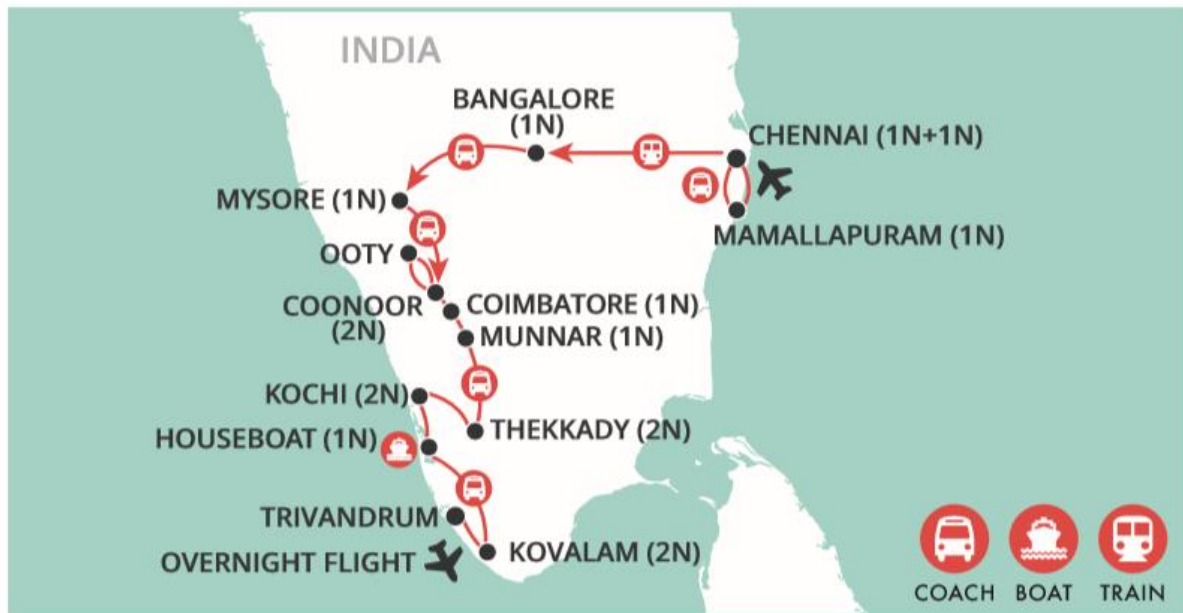 INDIA
BANGALORE
(1N)
CHENNAI (1N+1N)
MYSORE (1N)
MAMALLAPURAM (1N)
OOTY
COONOOR
(2N)
COIMBATORE (1N)
MUNNAR (1N)
KOCHI (2N)
THEKKADY (2N)
HOUSEBOAT (1N)
TRIVANDRUM
OVERNIGHT FLIGHT
KOVALAM (2N)
COACH BOAT TRAIN